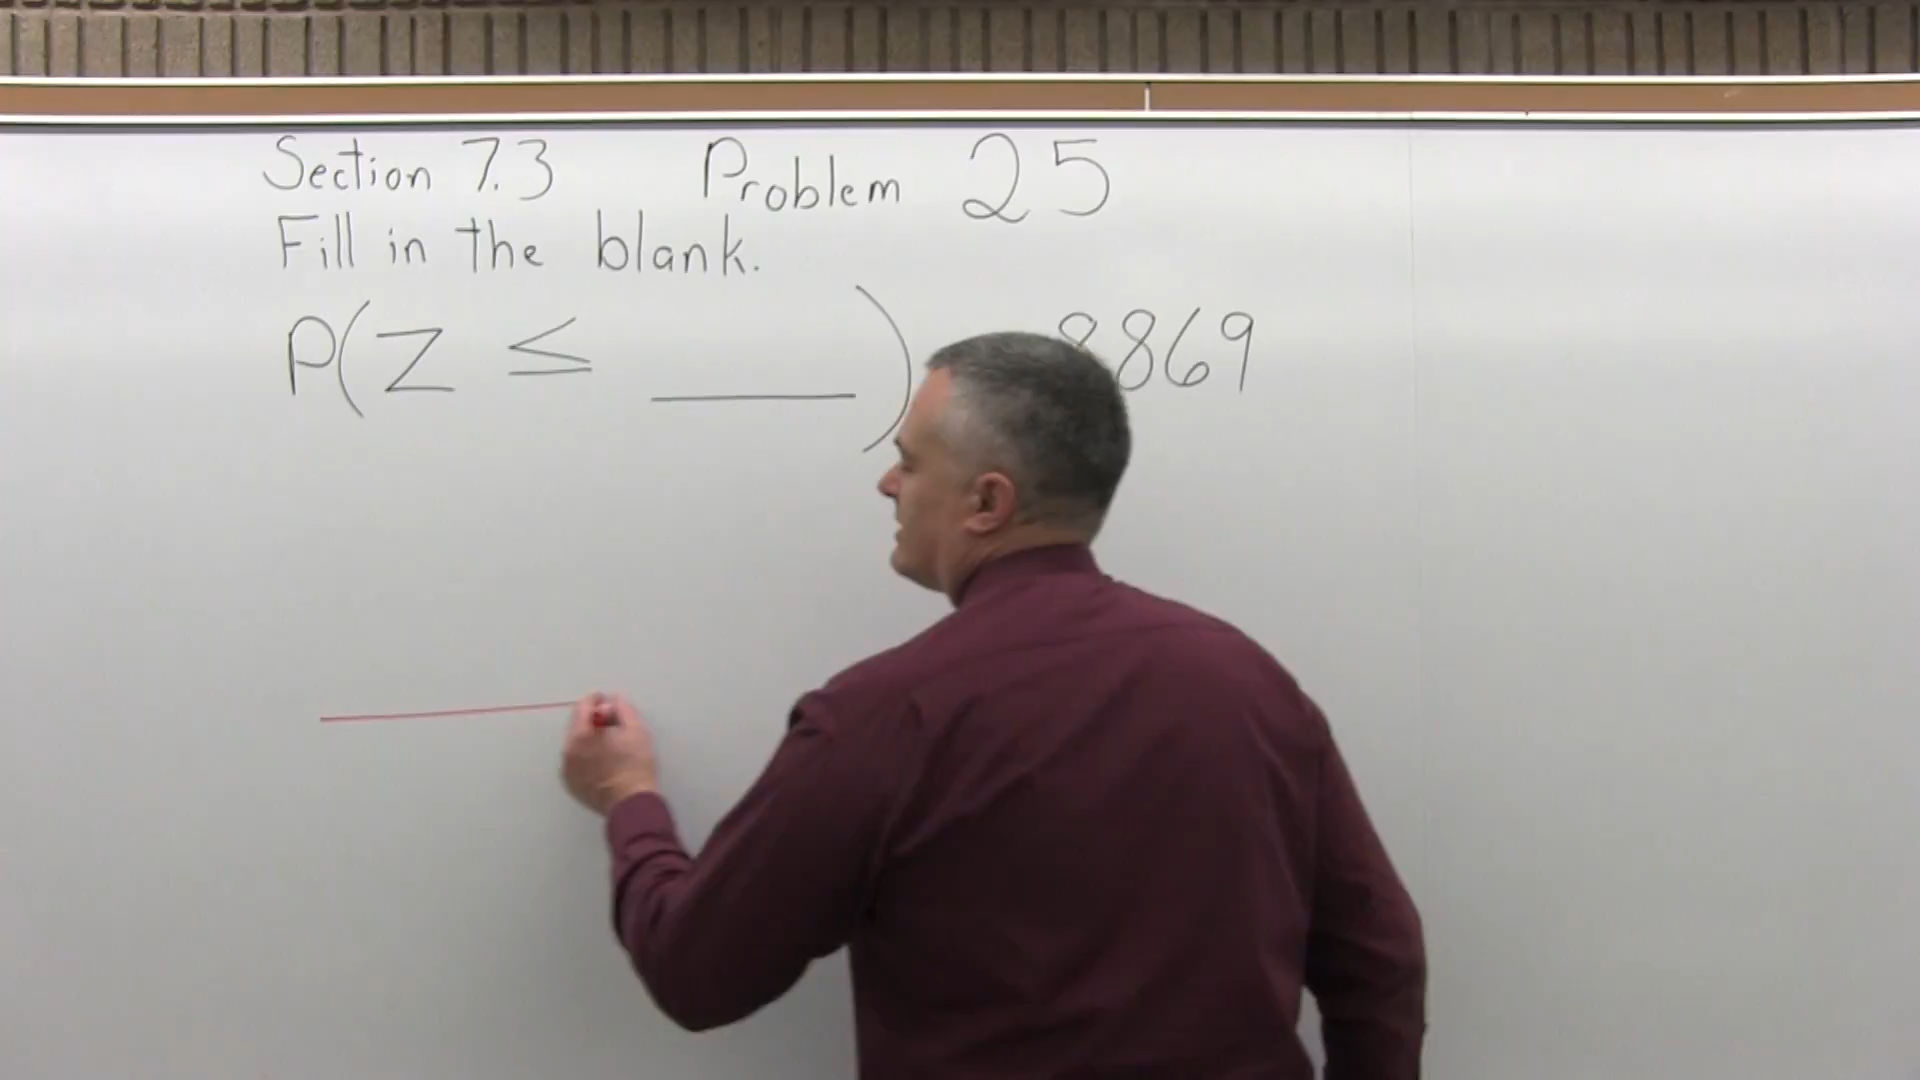 Section 7.3 Problem 25
Fill in the blank.
P(Z ≤ ____) 8869